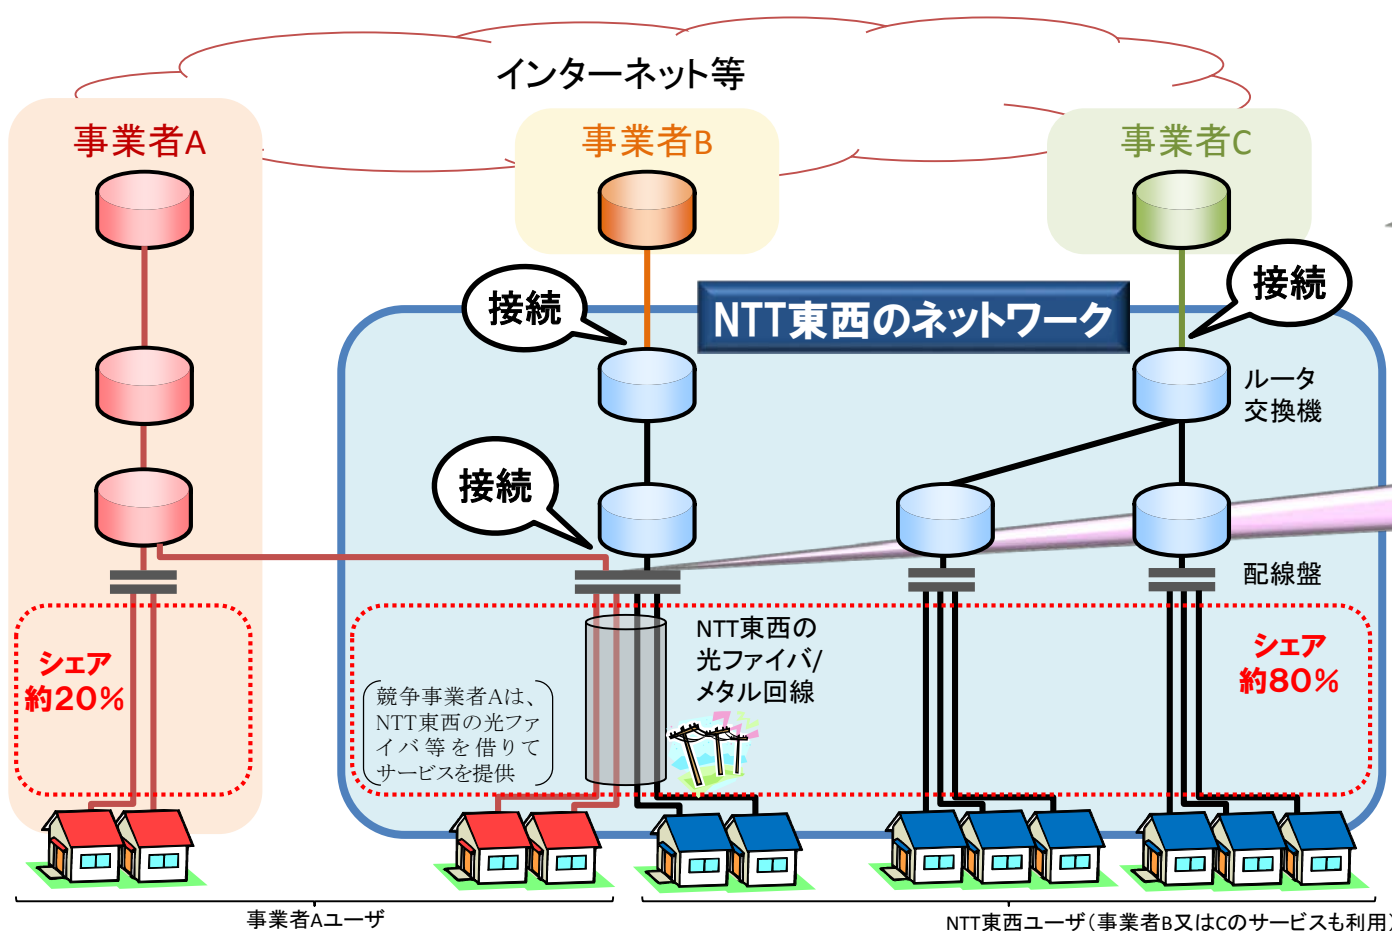 インターネット等
事業者A
事業者B
事業者C
接続
NTT東西のネットワーク
接続
ルータ
交換機
接続
配線盤
NTT東西の
光ファイバ/
メタル回線
シェア
約20%
シェア
約80%
競争事業者Aは、
NTT東西の光ファ
イバ等を借りて
サービスを提供
事業者Aユーザ
NTT東西ユーザ(事業者B又はCのサービスも利用)